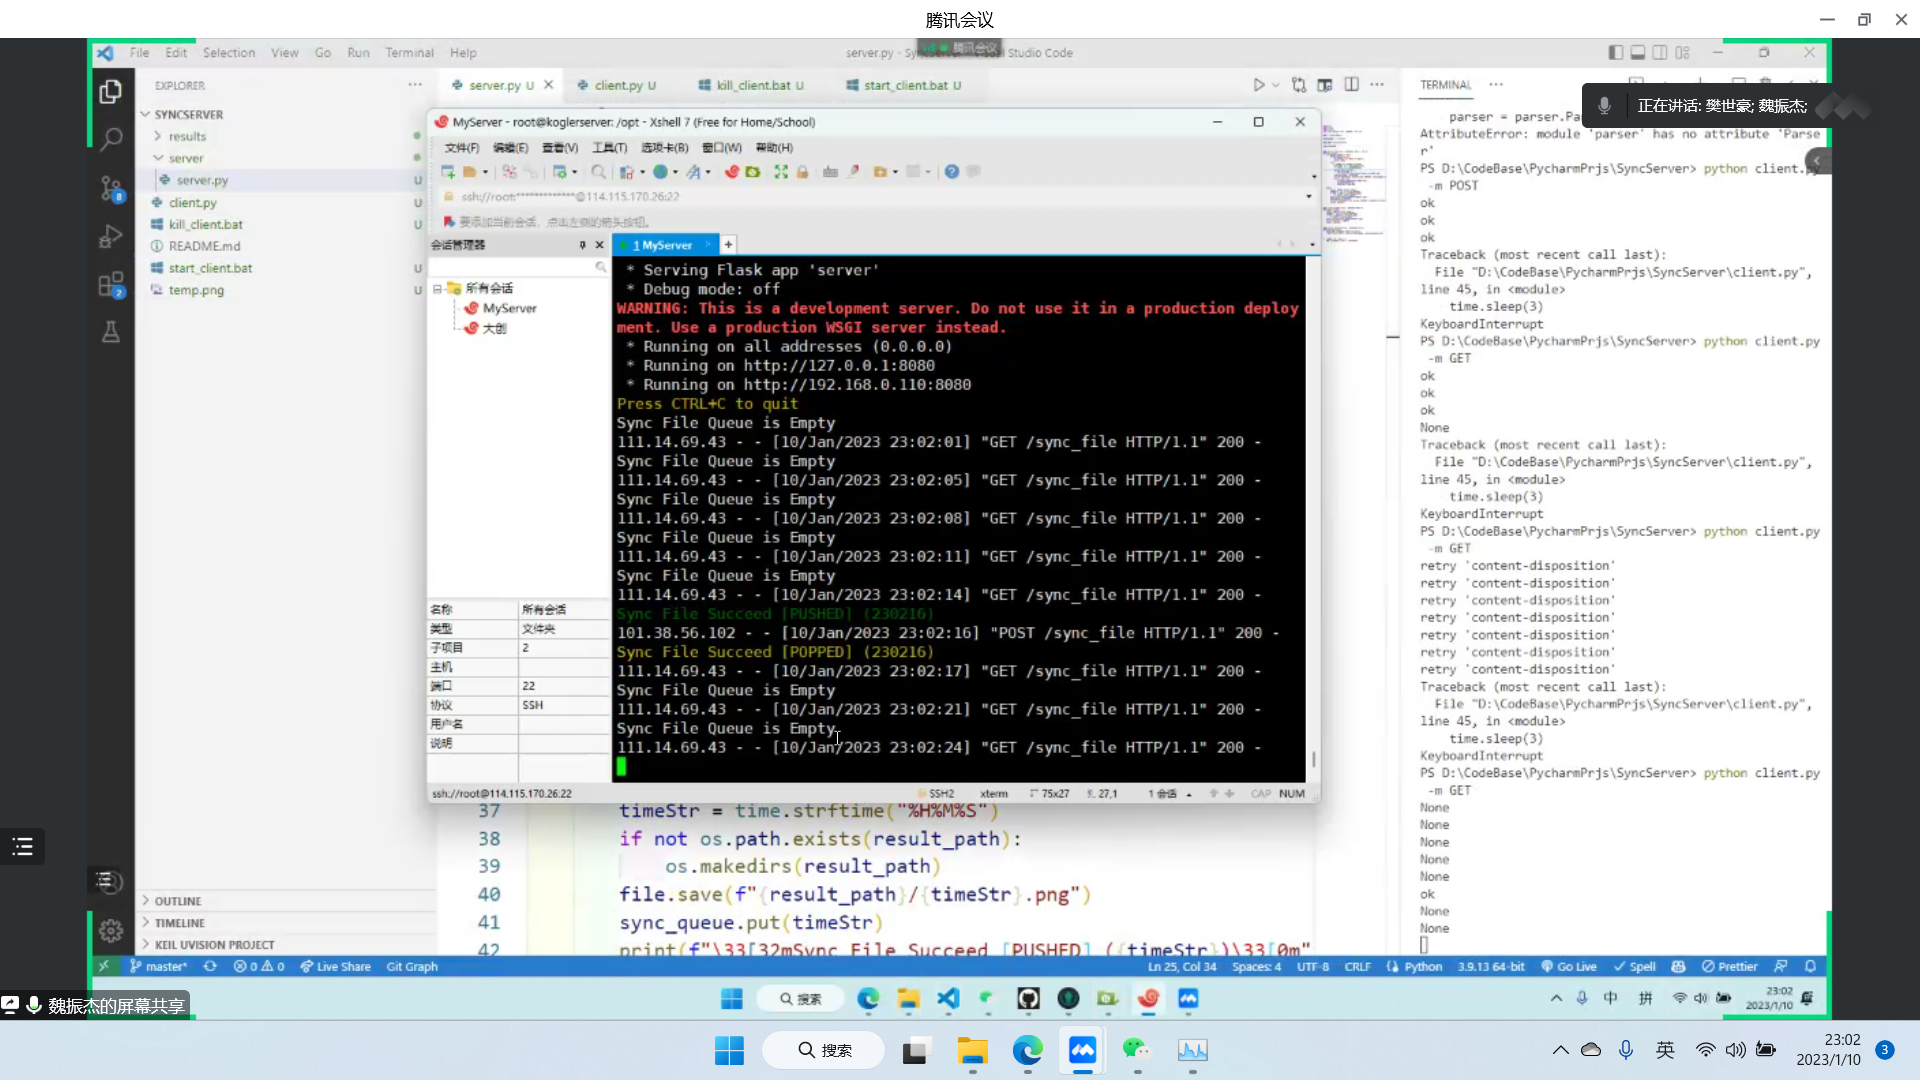 腾讯会议
File Edit Selection View Go Run Terminal Help
Studio Code
EXPLORER
server.py U
client.py U
kill_client.bat U
start_client.bat U
TERMINAL
正在讲话: 樊世豪; 魏振杰;
SYNCSERVER
results
server
server.py U
client.py U
kill_client.bat U
README.md
start_client.bat U
temp.png U
OUTLINE
TIMELINE
KEIL UVISION PROJECT
MyServer - root@koglerserver: /opt - Xshell 7 (Free for Home/School)
文件(F) 编辑(E) 查看(V) 工具(T) 选项卡(B) 窗口(W) 帮助(H)
ssh://root:**************@114.115.170.26:22
要添加当前会话，点击左侧的箭头按钮。
会话管理器
1 MyServer
所有会话
MyServer
大创
名称 所有会话
类型 文件夹
子项目 2
主机
端口 22
协议 SSH
用户名
说明
* Serving Flask app 'server'
* Debug mode: off
WARNING: This is a development server. Do not use it in a production deploy
ment. Use a production WSGI server instead.
* Running on all addresses (0.0.0.0)
* Running on http://127.0.0.1:8080
* Running on http://192.168.0.110:8080
Press CTRL+C to quit
Sync File Queue is Empty
111.14.69.43 - - [10/Jan/2023 23:02:01] "GET /sync_file HTTP/1.1" 200 -
Sync File Queue is Empty
111.14.69.43 - - [10/Jan/2023 23:02:05] "GET /sync_file HTTP/1.1" 200 -
Sync File Queue is Empty
111.14.69.43 - - [10/Jan/2023 23:02:08] "GET /sync_file HTTP/1.1" 200 -
Sync File Queue is Empty
111.14.69.43 - - [10/Jan/2023 23:02:11] "GET /sync_file HTTP/1.1" 200 -
Sync File Queue is Empty
111.14.69.43 - - [10/Jan/2023 23:02:14] "GET /sync_file HTTP/1.1" 200 -
Sync File Succeed [PUSHED] (230216)
101.38.56.102 - - [10/Jan/2023 23:02:16] "POST /sync_file HTTP/1.1" 200 -
Sync File Succeed [POPPED] (230216)
111.14.69.43 - - [10/Jan/2023 23:02:17] "GET /sync_file HTTP/1.1" 200 -
Sync File Queue is Empty
111.14.69.43 - - [10/Jan/2023 23:02:21] "GET /sync_file HTTP/1.1" 200 -
Sync File Queue is Empty
111.14.69.43 - - [10/Jan/2023 23:02:24] "GET /sync_file HTTP/1.1" 200 -
ssh://root@114.115.170.26:22 SSH2 xterm 75x27 27,1 1 会话 CAP NUM
37 timeStr = time.strftime("%H%M%S")
38 if not os.path.exists(result_path):
39 os.makedirs(result_path)
40 file.save(f"{result_path}/{timeStr}.png")
41 sync_queue.put(timeStr)
42 print(f"\33[32mSync File Succeed [PUSHED] ({timeStr})\33[0m"
parser = parser.Pa
AttributeError: module 'parser' has no attribute 'Parse
r'
PS D:\CodeBase\PycharmPrjs\SyncServer> python client.py
-m POST
ok
ok
ok
Traceback (most recent call last):
File "D:\CodeBase\PycharmPrjs\SyncServer\client.py",
line 45, in <module>
time.sleep(3)
KeyboardInterrupt
PS D:\CodeBase\PycharmPrjs\SyncServer> python client.py
-m GET
ok
ok
ok
None
Traceback (most recent call last):
File "D:\CodeBase\PycharmPrjs\SyncServer\client.py",
line 45, in <module>
time.sleep(3)
KeyboardInterrupt
PS D:\CodeBase\PycharmPrjs\SyncServer> python client.py
-m GET
retry 'content-disposition'
retry 'content-disposition'
retry 'content-disposition'
retry 'content-disposition'
retry 'content-disposition'
retry 'content-disposition'
retry 'content-disposition'
Traceback (most recent call last):
File "D:\CodeBase\PycharmPrjs\SyncServer\client.py",
line 45, in <module>
time.sleep(3)
KeyboardInterrupt
PS D:\CodeBase\PycharmPrjs\SyncServer> python client.py
-m GET
None
None
None
None
None
ok
None
None
master* 0 0 Live Share Git Graph Ln 25, Col 34 Spaces: 4 UTF-8 CRLF Python 3.9.13 64-bit Go Live Spell Prettier
魏振杰的屏幕共享
搜索
中 拼 23:02
2023/1/10
搜索
英 23:02
2023/1/10 3